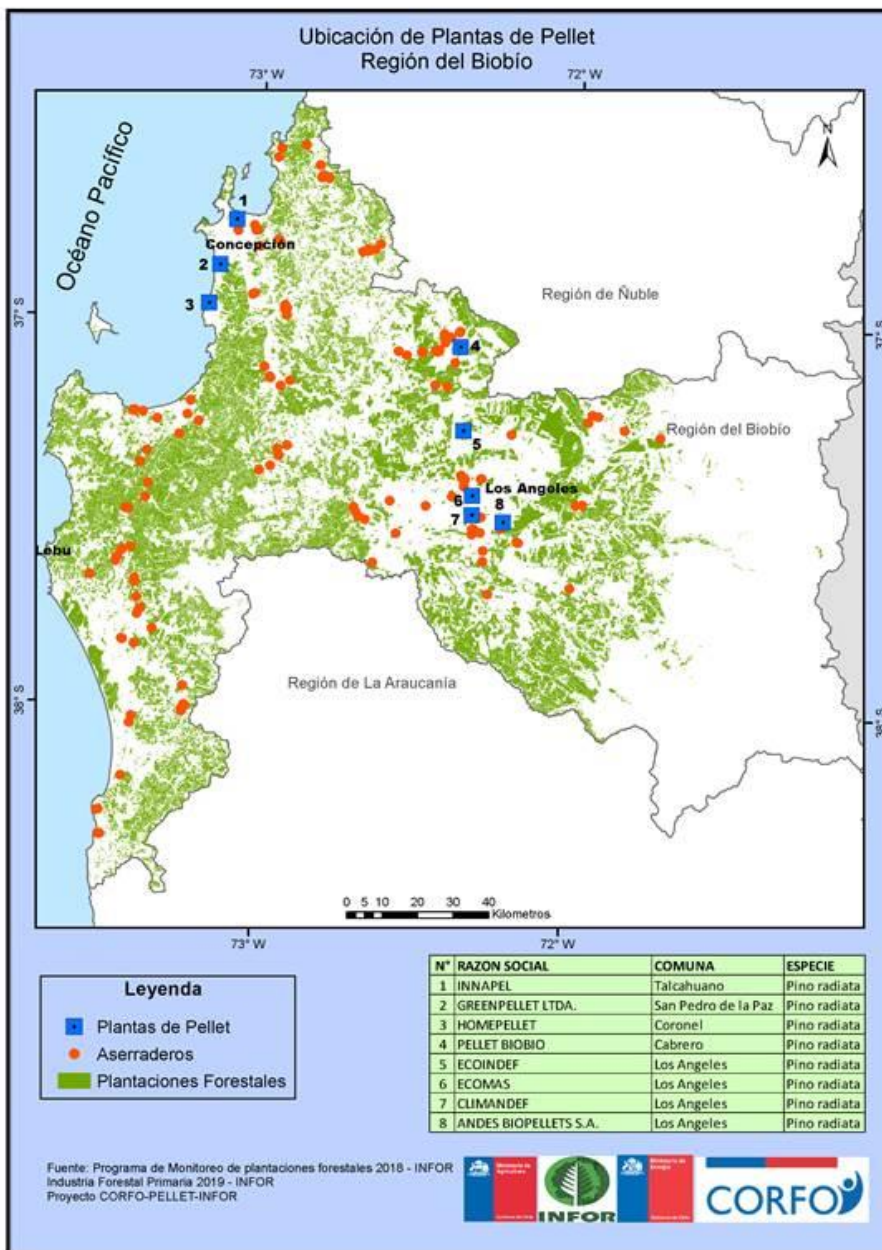 Ubicación de Plantas de Pellet
Región del Biobío
73° W
72° W
Océano Pacífico
N
1
Concepción
2
3
37° S
37° S
Región de Ñuble
4
5
Región del Biobío
Los Angeles
6
8
7
Lebu
Región de La Araucanía
38° S
38° S
0 5 10 20 30 40
Kilometros
73° W
72° W
Leyenda
Plantas de Pellet
Aserraderos
Plantaciones Forestales
N° RAZON SOCIAL COMUNA ESPECIE
1 INNAPEL Talcahuano Pino radiata
2 GREENPELLET LTDA. San Pedro de la Paz Pino radiata
3 HOMEPELLET Coronel Pino radiata
4 PELLET BIOBIO Cabrero Pino radiata
5 ECOINDEF Los Angeles Pino radiata
6 ECOMAS Los Angeles Pino radiata
7 CLIMANDEF Los Angeles Pino radiata
8 ANDES BIOPELLETS S.A. Los Angeles Pino radiata
Fuente: Programa de Monitoreo de plantaciones forestales 2018 - INFOR
Industria Forestal Primaria 2019 - INFOR
Proyecto CORFO-PELLET-INFOR
Ministerio de
Agricultura
INFOR
Ministerio de
Energía
CORFO